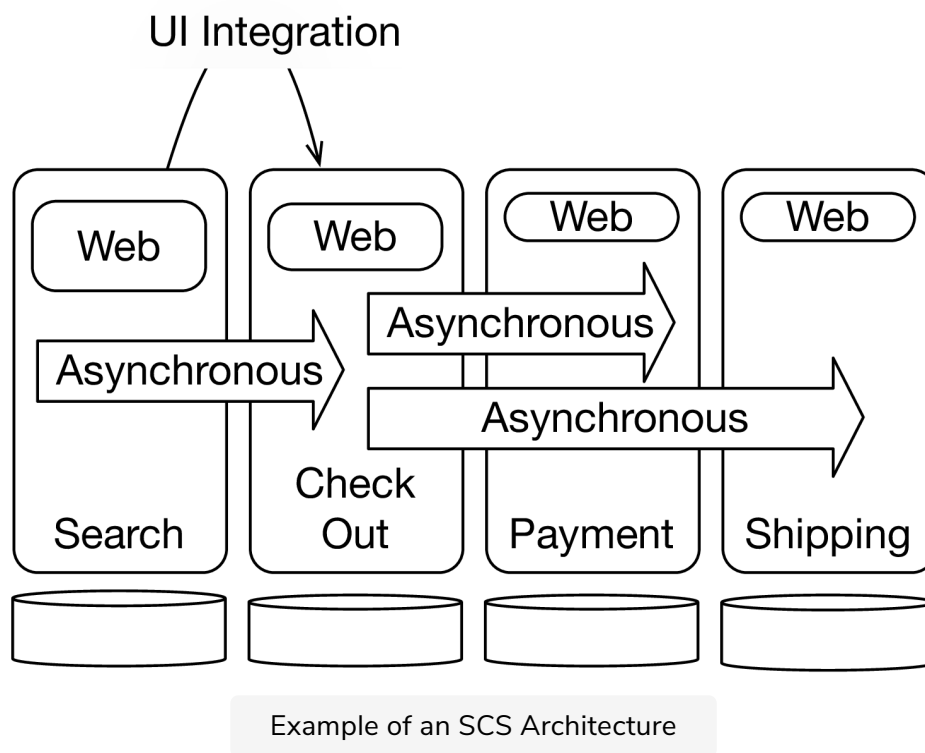 UI Integration
Web
Web
Web
Web
Asynchronous
Asynchronous
Asynchronous
Search
Check
Out
Payment
Shipping
Example of an SCS Architecture